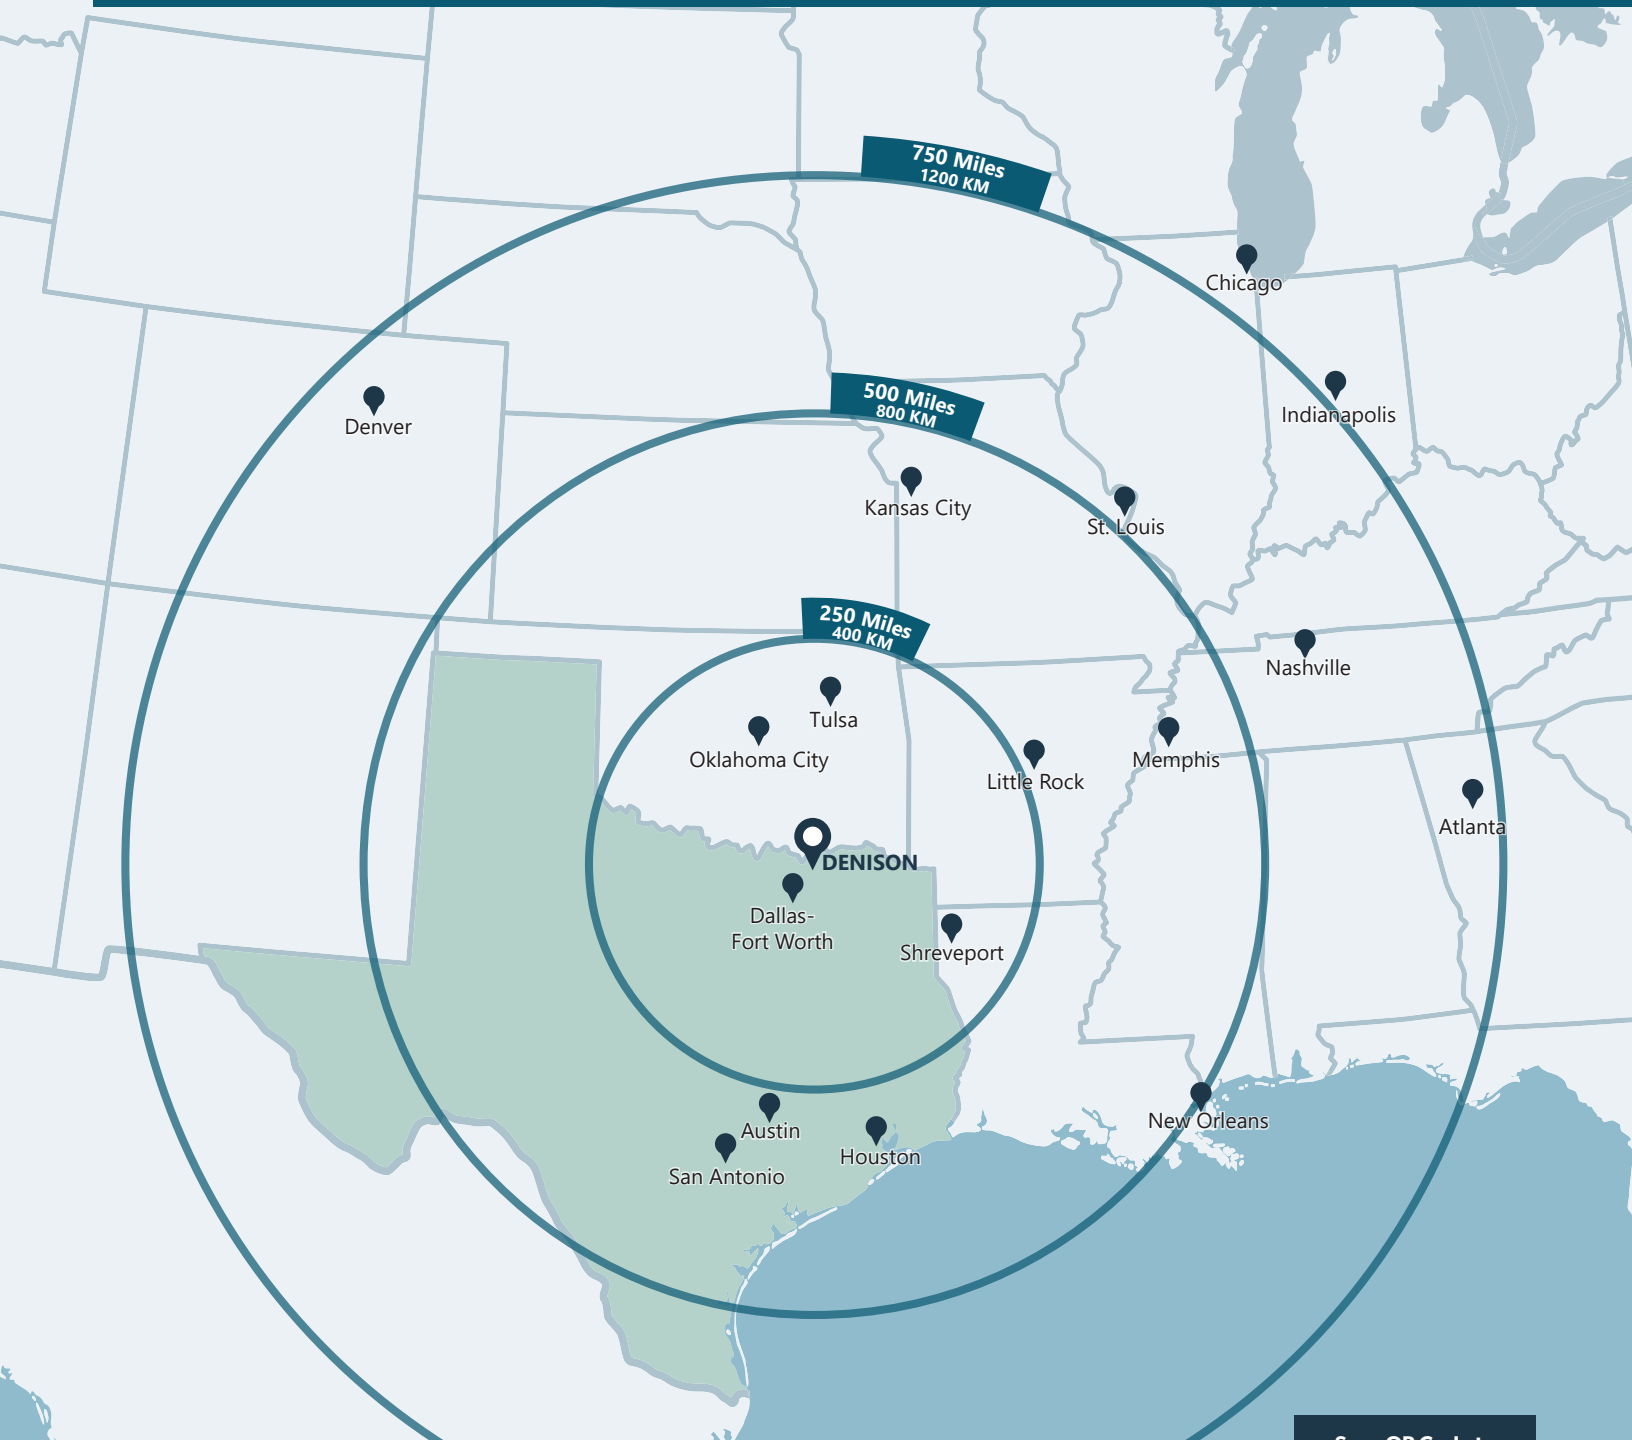 750 Miles
1200 KM
Chicago
500 Miles
800 KM
Denver
Indianapolis
Kansas City
St. Louis
250 Miles
400 KM
Nashville
Tulsa
Oklahoma City
Memphis
Little Rock
Atlanta
DENISON
Dallas-
Fort Worth
Shreveport
New Orleans
Austin
Houston
San Antonio